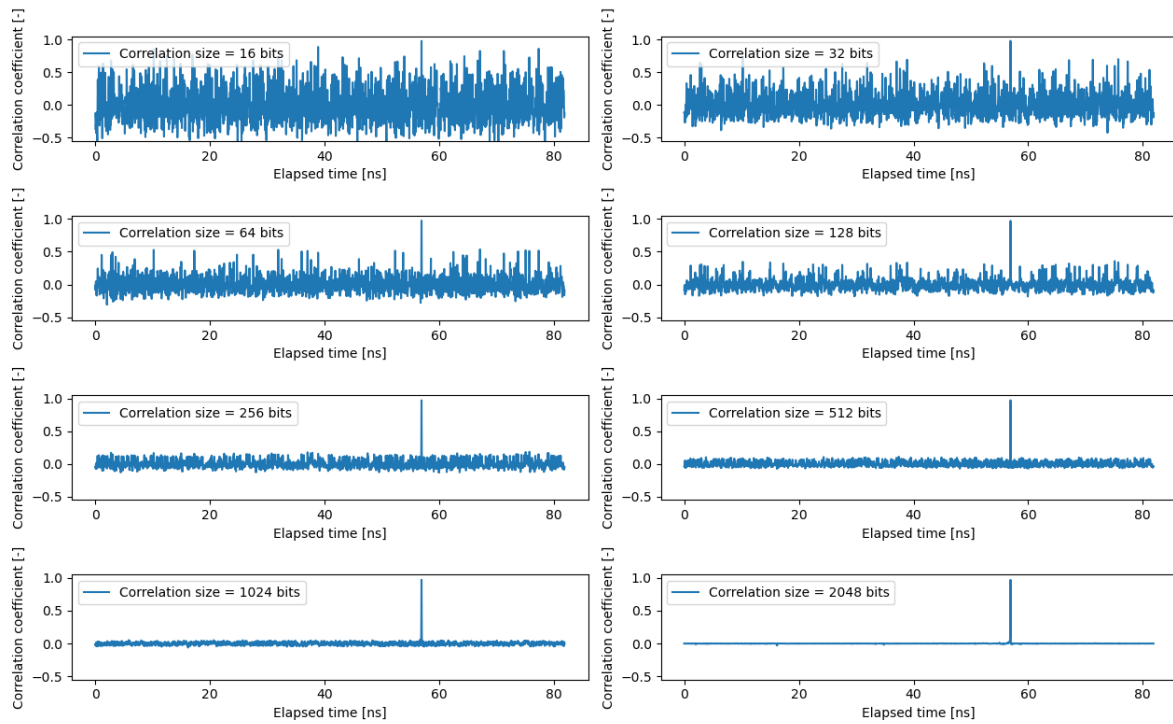 Correlation coefficient [-]
1.0
0.5
0.0
−0.5
Correlation size = 16 bits
0 20 40 60 80
Elapsed time [ns]
Correlation coefficient [-]
1.0
0.5
0.0
−0.5
Correlation size = 32 bits
0 20 40 60 80
Elapsed time [ns]
Correlation coefficient [-]
1.0
0.5
0.0
−0.5
Correlation size = 64 bits
0 20 40 60 80
Elapsed time [ns]
Correlation coefficient [-]
1.0
0.5
0.0
−0.5
Correlation size = 128 bits
0 20 40 60 80
Elapsed time [ns]
Correlation coefficient [-]
1.0
0.5
0.0
−0.5
Correlation size = 256 bits
0 20 40 60 80
Elapsed time [ns]
Correlation coefficient [-]
1.0
0.5
0.0
−0.5
Correlation size = 512 bits
0 20 40 60 80
Elapsed time [ns]
Correlation coefficient [-]
1.0
0.5
0.0
−0.5
Correlation size = 1024 bits
0 20 40 60 80
Elapsed time [ns]
Correlation coefficient [-]
1.0
0.5
0.0
−0.5
Correlation size = 2048 bits
0 20 40 60 80
Elapsed time [ns]